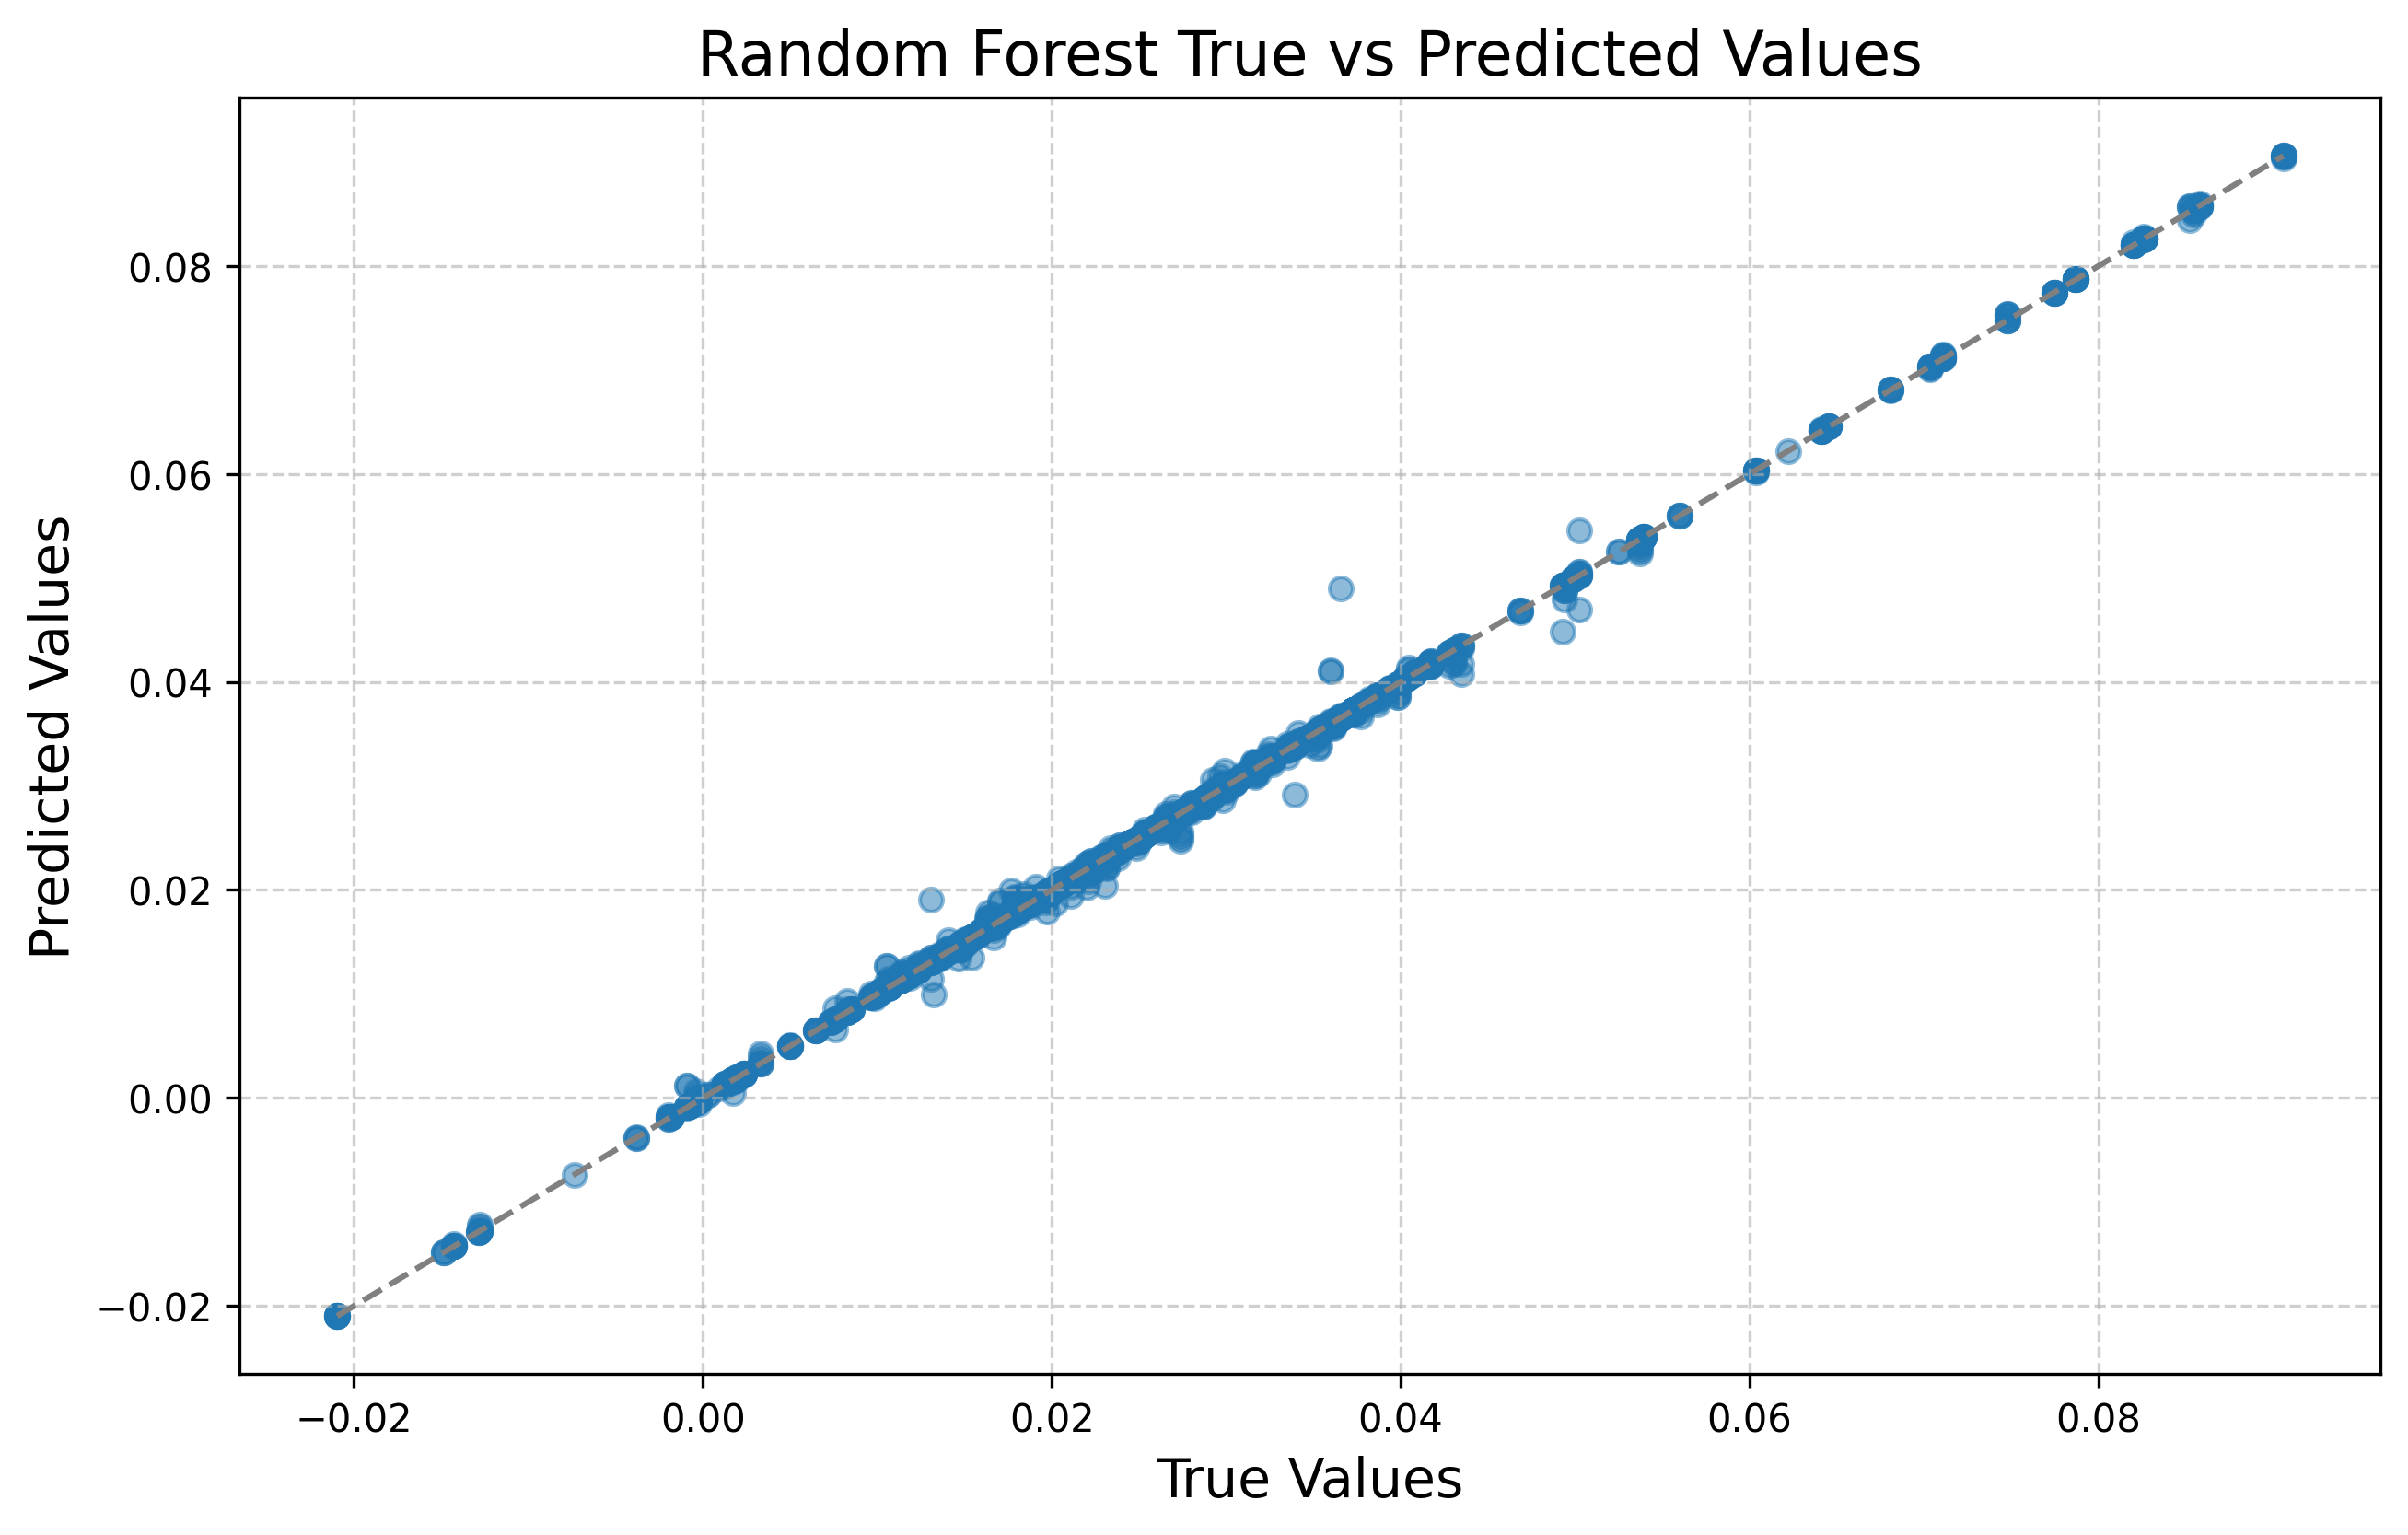 Random Forest True vs Predicted Values
Predicted Values
0.08
0.06
0.04
0.02
0.00
−0.02
−0.02 0.00 0.02 0.04 0.06 0.08
True Values